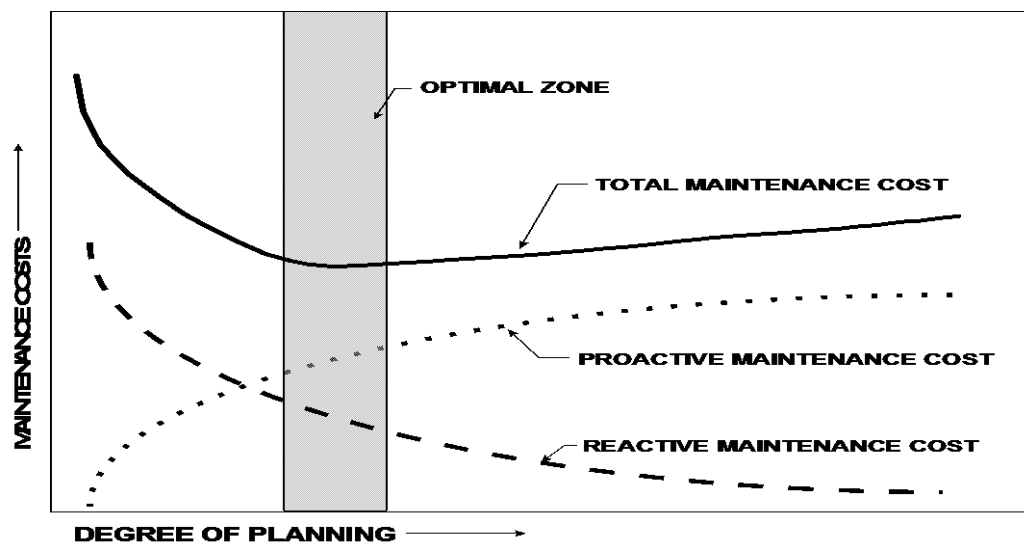 OPTIMAL ZONE
TOTAL MAINTENANCE COST
MAINTENANCE COSTS
PROACTIVE MAINTENANCE COST
REACTIVE MAINTENANCE COST
DEGREE OF PLANNING